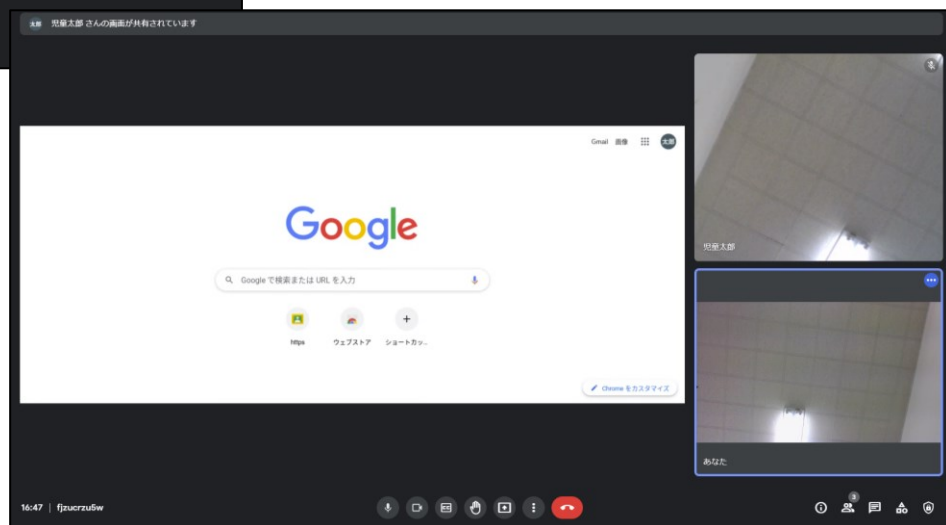 太郎 児童太郎 さんの画面が共有されています
Gmail 画像 太郎
Google
Google で検索または URL を入力
https ウェブストア ショートカッ...
Chrome をカスタマイズ
児童太郎
あなた
16:47 | fjzucrzu5w
3